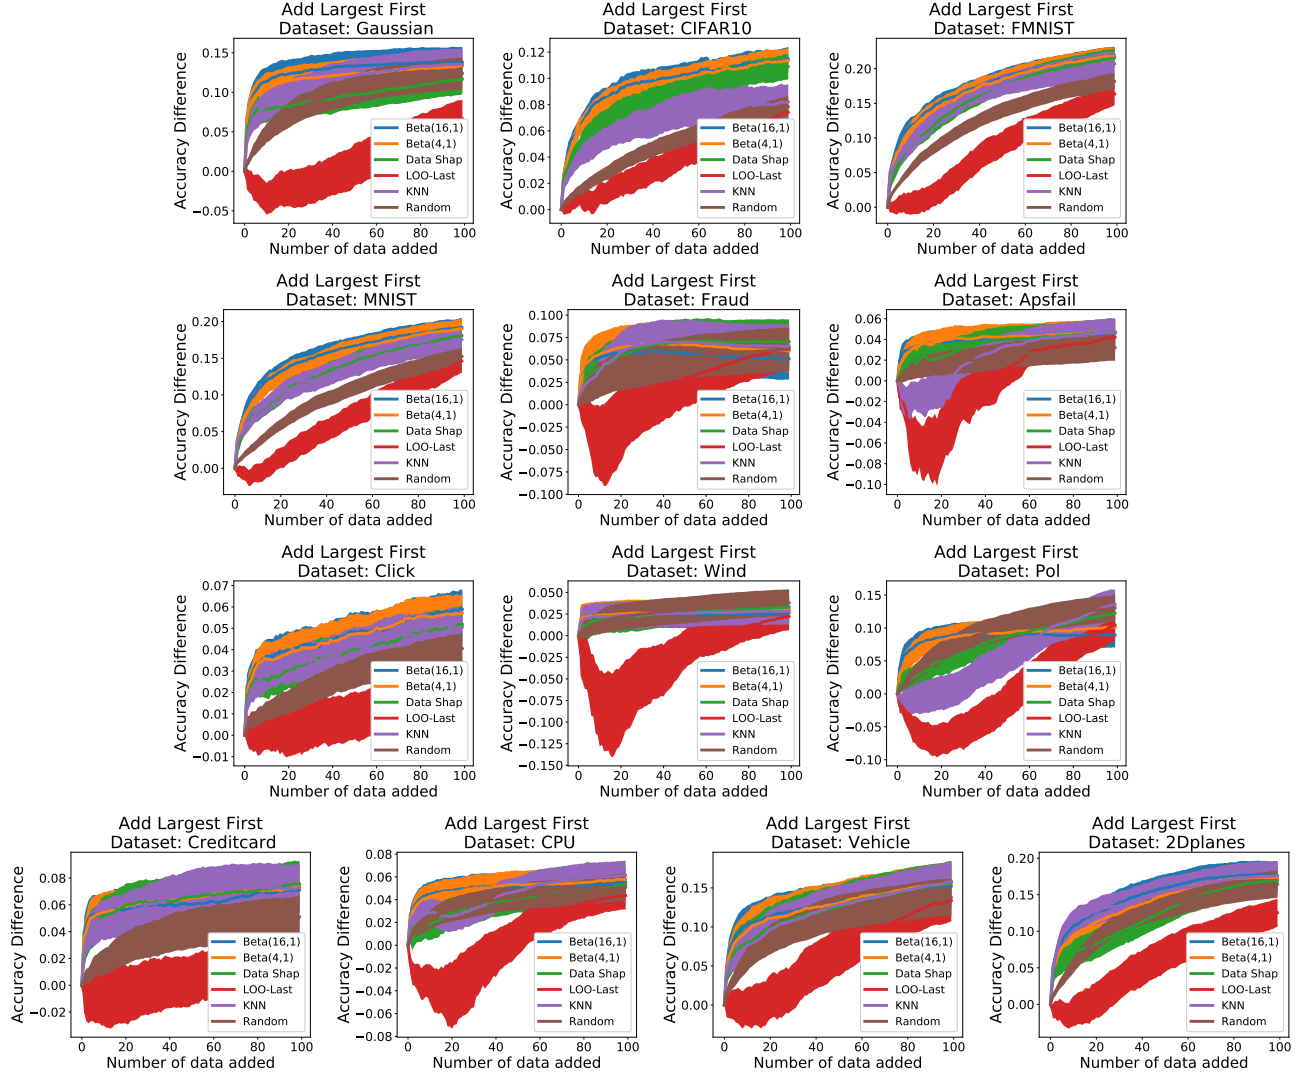 Add Largest First
Dataset: Gaussian
Accuracy Difference
0.15
0.10
0.05
0.00
−0.05
0 20 40 60 80 100
Number of data added
Beta(16,1)
Beta(4,1)
Data Shap
LOO-Last
KNN
Random
Add Largest First
Dataset: CIFAR10
Accuracy Difference
0.12
0.10
0.08
0.06
0.04
0.02
0.00
0 20 40 60 80 100
Number of data added
Beta(16,1)
Beta(4,1)
Data Shap
LOO-Last
KNN
Random
Add Largest First
Dataset: FMNIST
Accuracy Difference
0.20
0.15
0.10
0.05
0.00
0 20 40 60 80 100
Number of data added
Beta(16,1)
Beta(4,1)
Data Shap
LOO-Last
KNN
Random
Add Largest First
Dataset: MNIST
Accuracy Difference
0.20
0.15
0.10
0.05
0.00
0 20 40 60 80 100
Number of data added
Beta(16,1)
Beta(4,1)
Data Shap
LOO-Last
KNN
Random
Add Largest First
Dataset: Fraud
Accuracy Difference
0.100
0.075
0.050
0.025
0.000
−0.025
−0.050
−0.075
−0.100
0 20 40 60 80 100
Number of data added
Beta(16,1)
Beta(4,1)
Data Shap
LOO-Last
KNN
Random
Add Largest First
Dataset: Apsfail
Accuracy Difference
0.06
0.04
0.02
0.00
−0.02
−0.04
−0.06
−0.08
−0.10
0 20 40 60 80 100
Number of data added
Beta(16,1)
Beta(4,1)
Data Shap
LOO-Last
KNN
Random
Add Largest First
Dataset: Click
Accuracy Difference
0.07
0.06
0.05
0.04
0.03
0.02
0.01
0.00
−0.01
0 20 40 60 80 100
Number of data added
Beta(16,1)
Beta(4,1)
Data Shap
LOO-Last
KNN
Random
Add Largest First
Dataset: Wind
Accuracy Difference
0.050
0.025
0.000
−0.025
−0.050
−0.075
−0.100
−0.125
−0.150
0 20 40 60 80 100
Number of data added
Beta(16,1)
Beta(4,1)
Data Shap
LOO-Last
KNN
Random
Add Largest First
Dataset: Pol
Accuracy Difference
0.15
0.10
0.05
0.00
−0.05
−0.10
0 20 40 60 80 100
Number of data added
Beta(16,1)
Beta(4,1)
Data Shap
LOO-Last
KNN
Random
Add Largest First
Dataset: Creditcard
Accuracy Difference
0.08
0.06
0.04
0.02
0.00
−0.02
0 20 40 60 80 100
Number of data added
Beta(16,1)
Beta(4,1)
Data Shap
LOO-Last
KNN
Random
Add Largest First
Dataset: CPU
Accuracy Difference
0.08
0.06
0.04
0.02
0.00
−0.02
−0.04
−0.06
−0.08
0 20 40 60 80 100
Number of data added
Beta(16,1)
Beta(4,1)
Data Shap
LOO-Last
KNN
Random
Add Largest First
Dataset: Vehicle
Accuracy Difference
0.15
0.10
0.05
0.00
0 20 40 60 80 100
Number of data added
Beta(16,1)
Beta(4,1)
Data Shap
LOO-Last
KNN
Random
Add Largest First
Dataset: 2Dplanes
Accuracy Difference
0.20
0.15
0.10
0.05
0.00
0 20 40 60 80 100
Number of data added
Beta(16,1)
Beta(4,1)
Data Shap
LOO-Last
KNN
Random